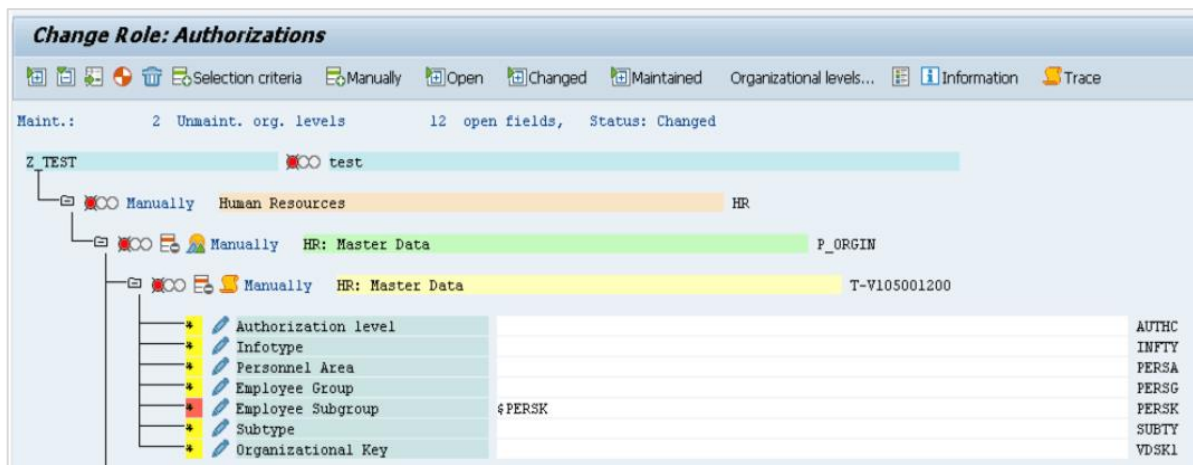 Change Role: Authorizations
Selection criteria Manually Open Changed Maintained Organizational levels... Information Trace
Maint.: 2 Unmaint. org. levels 12 open fields, Status: Changed
Z_TEST test
Manually Human Resources HR
Manually HR: Master Data P_ORGIN
Manually HR: Master Data T-V105001200
* Authorization level AUTHC
* Infotype INFTY
* Personnel Area PERSA
* Employee Group PERSG
* Employee Subgroup $PERSK PERSK
* Subtype SUBTY
* Organizational Key VDSK1